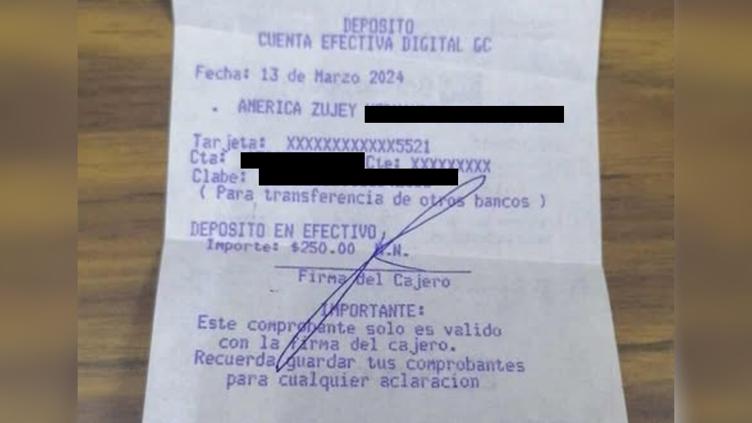 DEPOSITO
CUENTA EFECTIVA DIGITAL GC
Fecha: 13 de Marzo 2024
. AMERICA ZUJEY
Tarjeta: XXXXXXXXXXXX5521
Cta: Cte: XXXXXXXXX
Clabe:
( Para transferencia de otros bancos )
DEPOSITO EN EFECTIVO
Importe: $250.00 M.N.
Firma del Cajero
IMPORTANTE:
Este comprobante solo es valido
con la firma del cajero.
Recuerda guardar tus comprobantes
para cualquier aclaracion